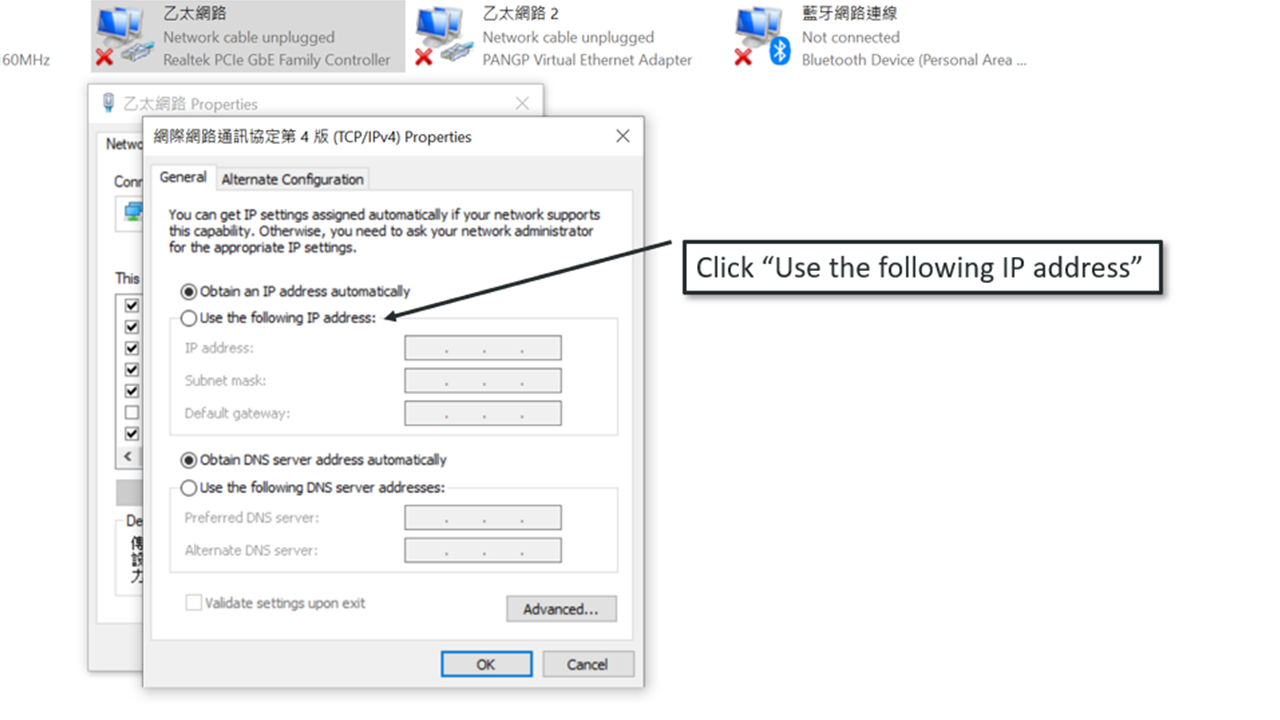 乙太網路
Network cable unplugged
Realtek PCIe GbE Family Controller
乙太網路 2
Network cable unplugged
PANGP Virtual Ethernet Adapter
藍牙網路連線
Not connected
Bluetooth Device (Personal Area ...
60MHz
乙太網路 Properties
網際網路通訊協定第 4 版 (TCP/IPv4) Properties
General
Alternate Configuration
You can get IP settings assigned automatically if your network supports
this capability. Otherwise, you need to ask your network administrator
for the appropriate IP settings.
Click “Use the following IP address”
Obtain an IP address automatically
Use the following IP address:
IP address:
Subnet mask:
Default gateway:
Obtain DNS server address automatically
Use the following DNS server addresses:
Preferred DNS server:
Alternate DNS server:
Validate settings upon exit
Advanced...
OK
Cancel
Netwo
Conn
This
De
傳
設
力